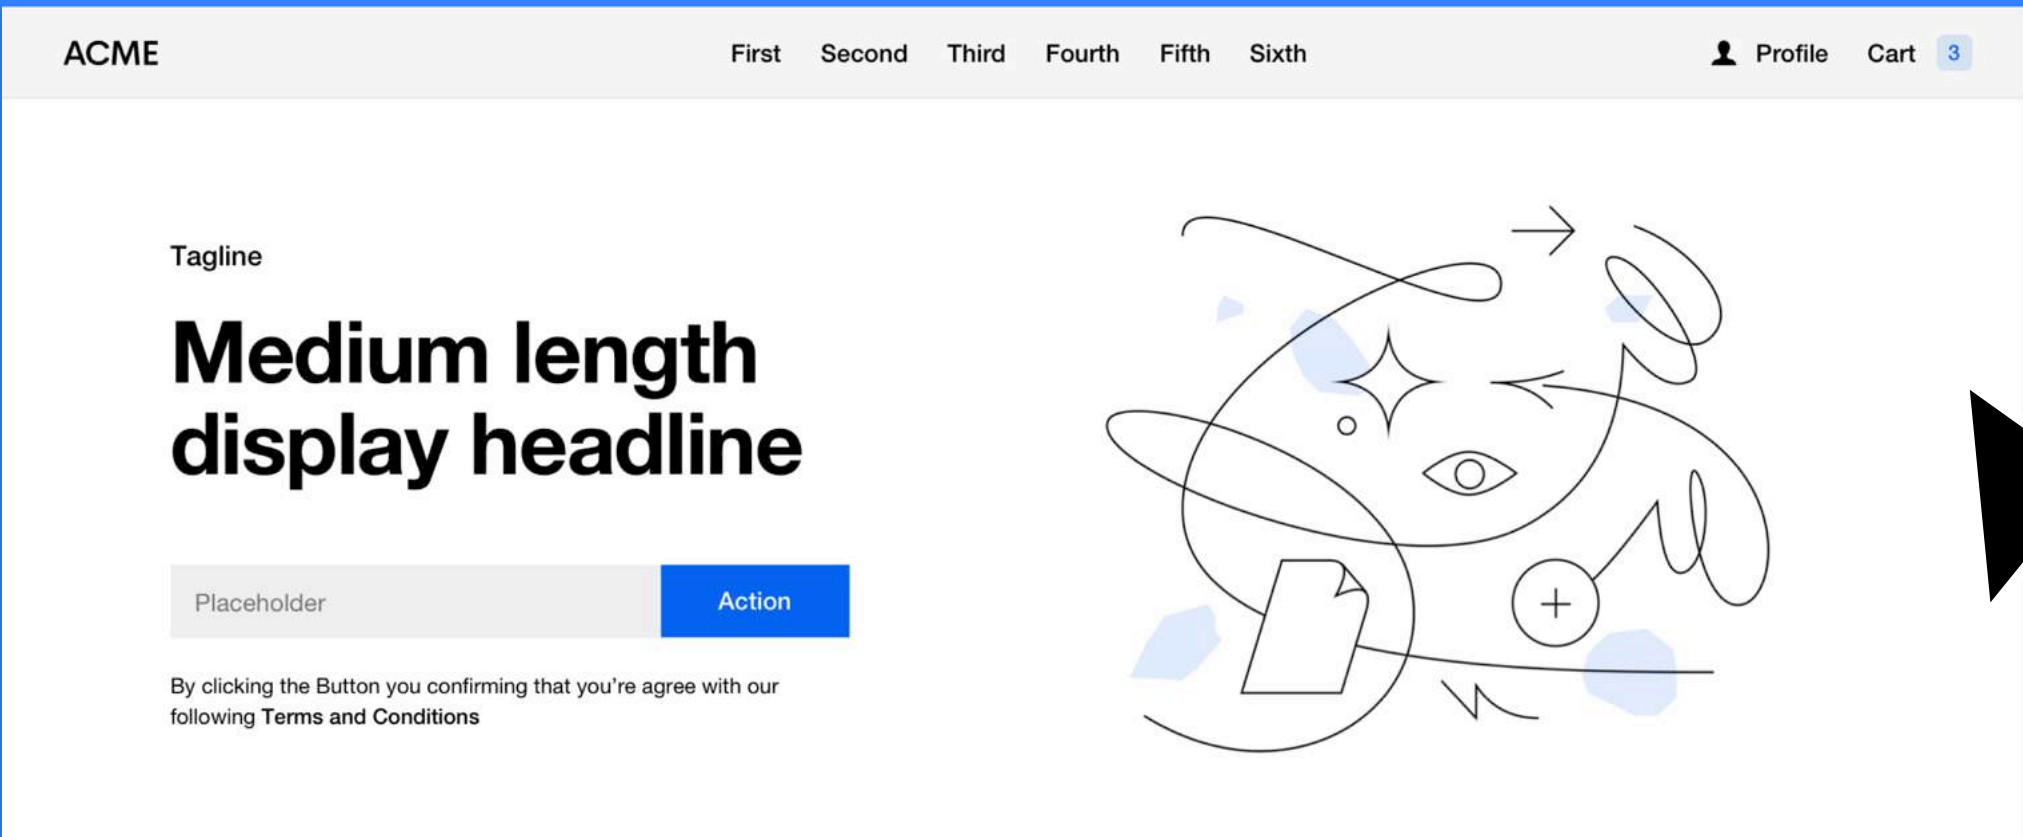 ACME
First Second Third Fourth Fifth Sixth
Profile Cart 3
Tagline
Medium length
display headline
Placeholder
Action
By clicking the Button you confirming that you're agree with our
following Terms and Conditions